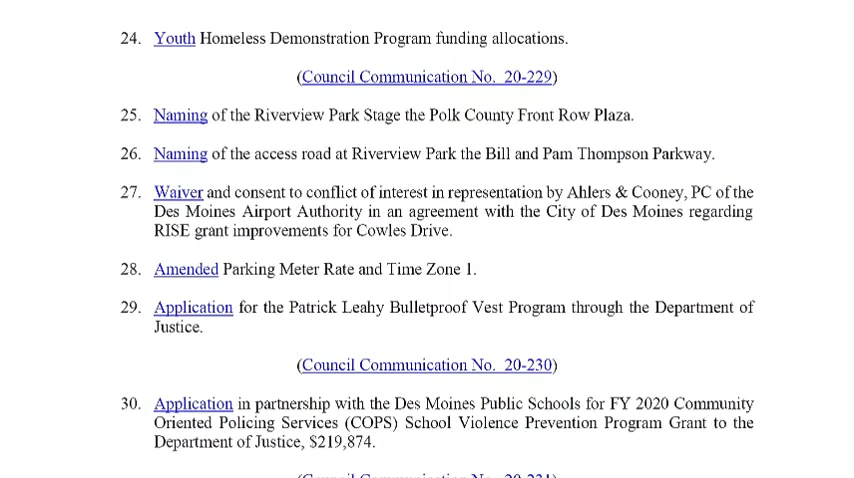 24. Youth Homeless Demonstration Program funding allocations.
(Council Communication No. 20-229)
25. Naming of the Riverview Park Stage the Polk County Front Row Plaza.
26. Naming of the access road at Riverview Park the Bill and Pam Thompson Parkway.
27. Waiver and consent to conflict of interest in representation by Ahlers & Cooney, PC of the
Des Moines Airport Authority in an agreement with the City of Des Moines regarding
RISE grant improvements for Cowles Drive.
28. Amended Parking Meter Rate and Time Zone 1.
29. Application for the Patrick Leahy Bulletproof Vest Program through the Department of
Justice.
(Council Communication No. 20-230)
30. Application in partnership with the Des Moines Public Schools for FY 2020 Community
Oriented Policing Services (COPS) School Violence Prevention Program Grant to the
Department of Justice, $219,874.
(Council Communication No. 20-231)